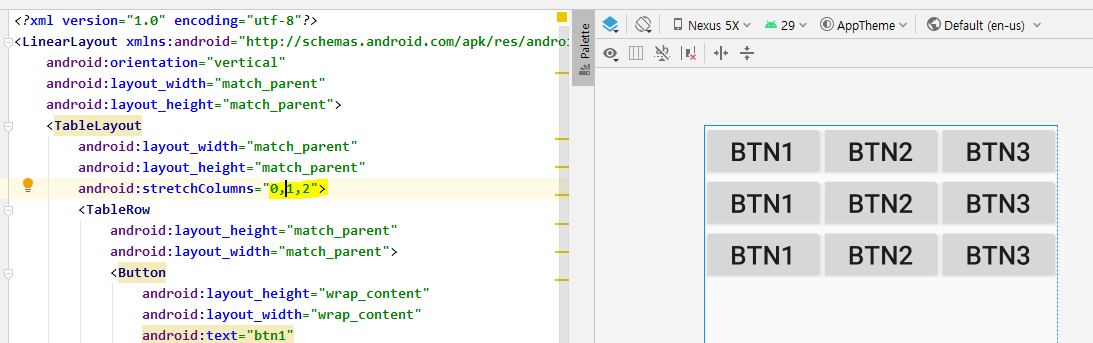 <?xml version="1.0" encoding="utf-8"?>
<LinearLayout xmlns:android="http://schemas.android.com/apk/res/andro
android:orientation="vertical"
android:layout_width="match_parent"
android:layout_height="match_parent">
<TableLayout
android:layout_width="match_parent"
android:layout_height="match_parent"
android:stretchColumns="0,1,2">
<TableRow
android:layout_height="match_parent"
android:layout_width="match_parent">
<Button
android:layout_height="wrap_content"
android:layout_width="wrap_content"
android:text="btn1"
Palette
Nexus 5X 29 AppTheme Default (en-us)
BTN1 BTN2 BTN3
BTN1 BTN2 BTN3
BTN1 BTN2 BTN3